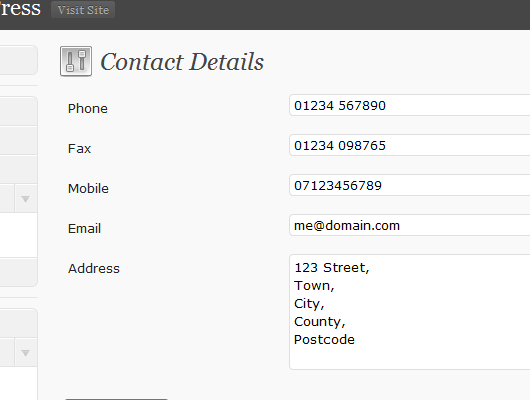 ress Visit Site
Contact Details
Phone 01234 567890
Fax 01234 098765
Mobile 07123456789
Email me@domain.com
Address 123 Street,
Town,
City,
County,
Postcode